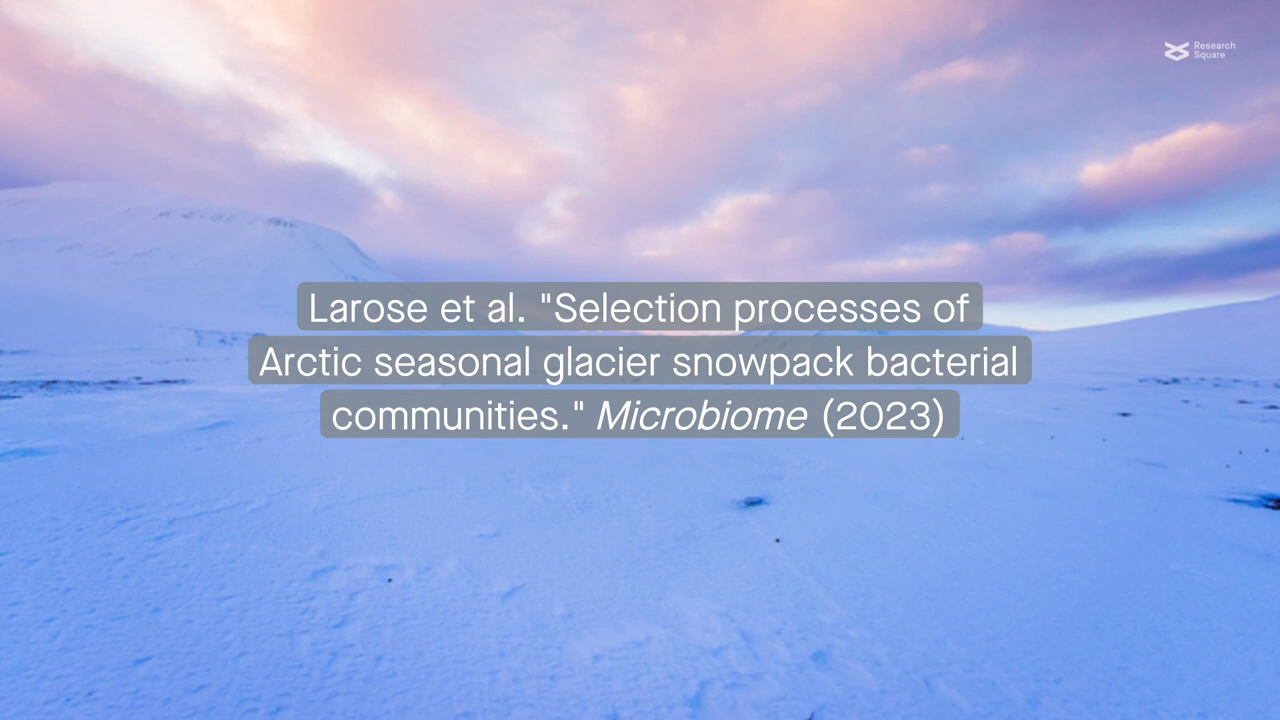 Research
Square
Larose et al. "Selection processes of
Arctic seasonal glacier snowpack bacterial
communities." Microbiome (2023)